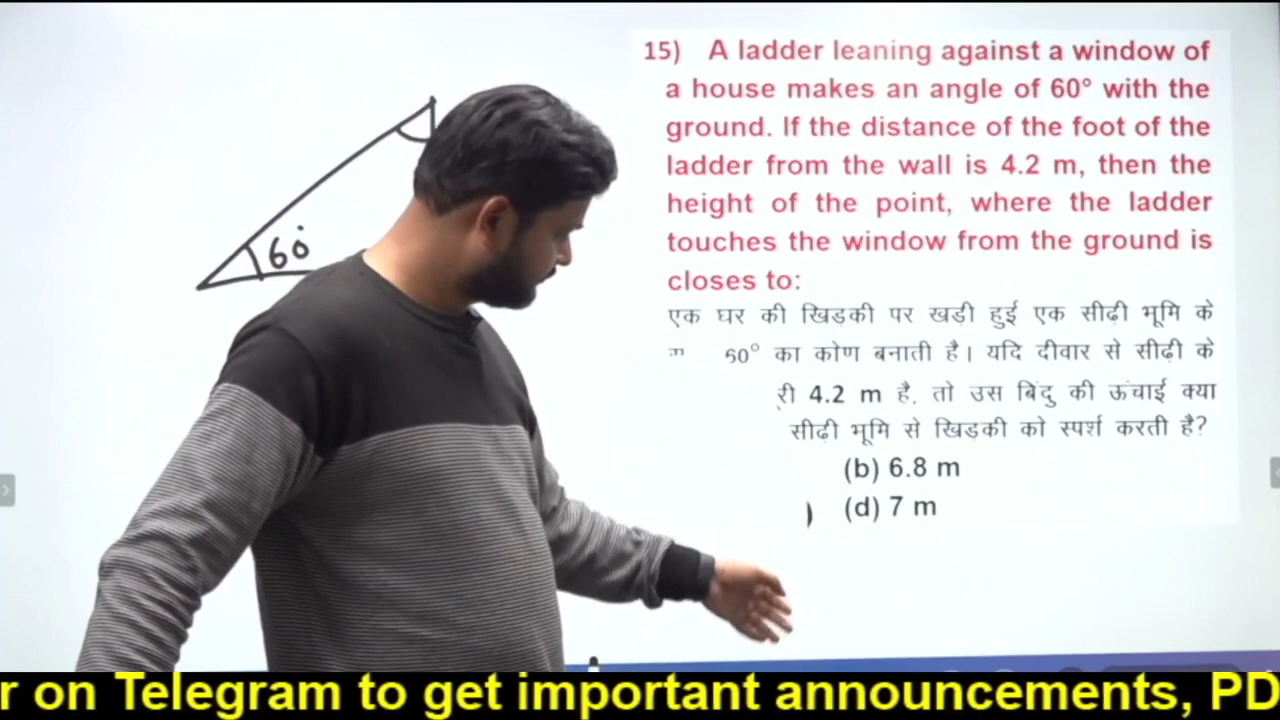 15) A ladder leaning against a window of
a house makes an angle of 60° with the
ground. If the distance of the foot of the
ladder from the wall is 4.2 m, then the
height of the point, where the ladder
touches the window from the ground is
closes to:
60°
एक घर की खिड़की पर खड़ी हुई एक सीढ़ी भूमि के
60° का कोण बनाती है। यदि दीवार से सीढ़ी के
री 4.2 m है, तो उस बिंदु की ऊंचाई क्या
सीढ़ी भूमि से खिड़की को स्पर्श करती है?
(b) 6.8 m
(d) 7 m
r on Telegram to get important announcements, PD